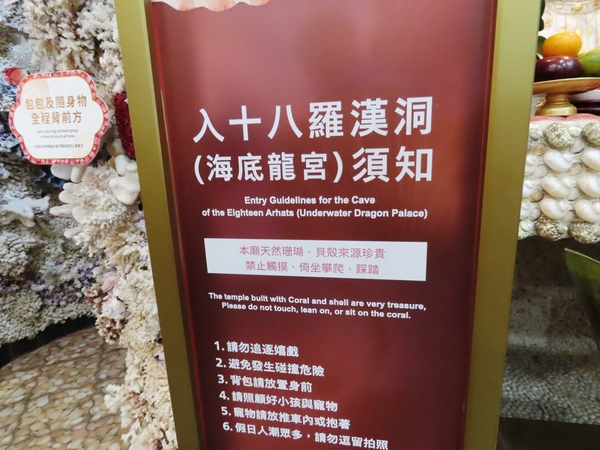 包包及隨身物
全程背前方
入十八羅漢洞
(海底龍宮)須知
Entry Guidelines for the Cave
of the Eighteen Arhats (Underwater Dragon Palace)
本廟天然珊瑚、貝殼來源珍貴
禁止觸摸、倚坐攀爬、踩踏
The temple built with Coral and shell are very treasure,
Please do not touch, lean on, or sit on the coral.
1. 請勿追逐嬉戲
2. 避免發生碰撞危險
3. 背包請放置身前
4. 請照顧好小孩與寵物
5. 寵物請放推車內或抱著
6. 假日人潮眾多，請勿逗留拍照